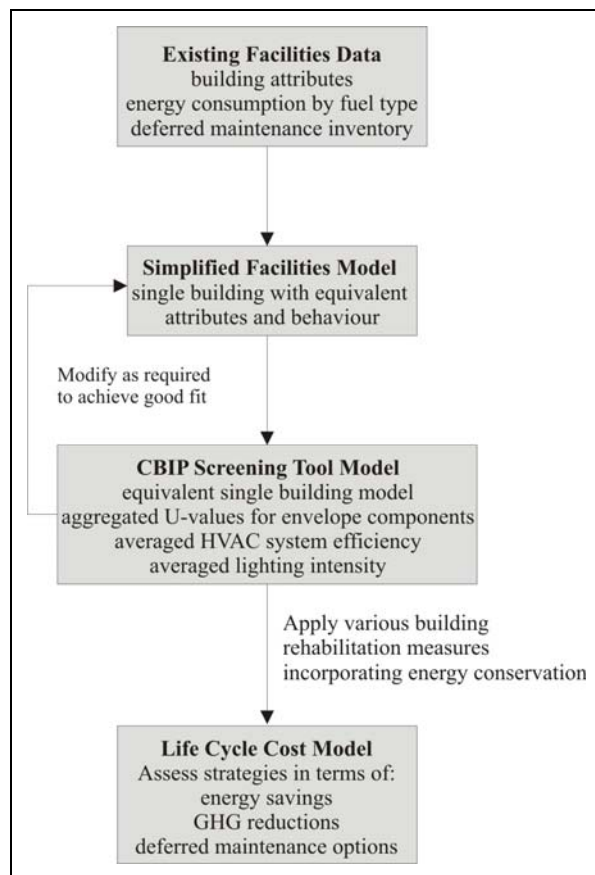 Existing Facilities Data
building attributes
energy consumption by fuel type
deferred maintenance inventory
Simplified Facilities Model
single building with equivalent
attributes and behaviour
Modify as required
to achieve good fit
CBIP Screening Tool Model
equivalent single building model
aggregated U-values for envelope components
averaged HVAC system efficiency
averaged lighting intensity
Apply various building
rehabilitation measures
incorporating energy conservation
Life Cycle Cost Model
Assess strategies in terms of:
energy savings
GHG reductions
deferred maintenance options